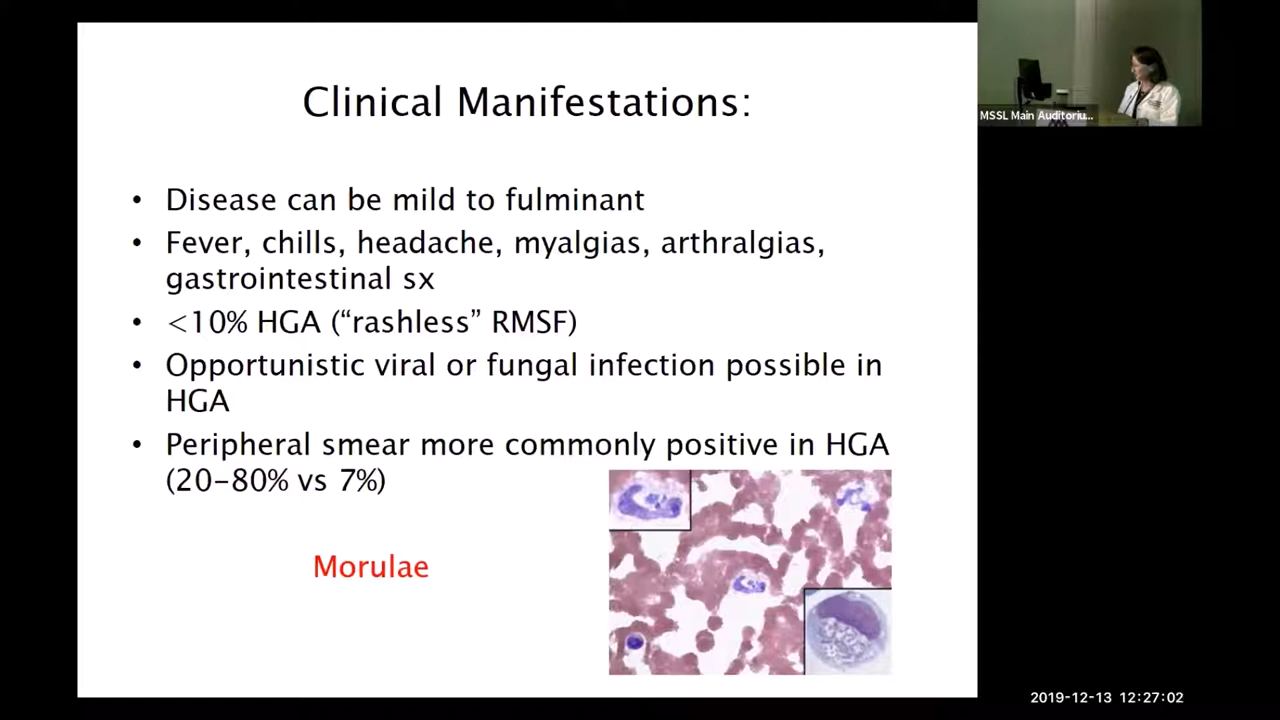 Clinical Manifestations:
MSSL Main Auditoriu...
• Disease can be mild to fulminant
• Fever, chills, headache, myalgias, arthralgias,
gastrointestinal sx
• <10% HGA (“rashless” RMSF)
• Opportunistic viral or fungal infection possible in
HGA
• Peripheral smear more commonly positive in HGA
(20-80% vs 7%)
Morulae
2019-12-13 12:27:02